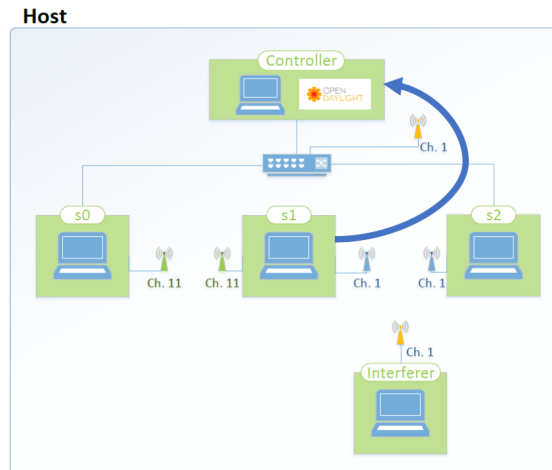 Host
Controller
OPEN
DAYLIGHT
Ch. 1
s0
s1
s2
Ch. 11
Ch. 11
Ch. 1
Ch. 1
Ch. 1
Interferer